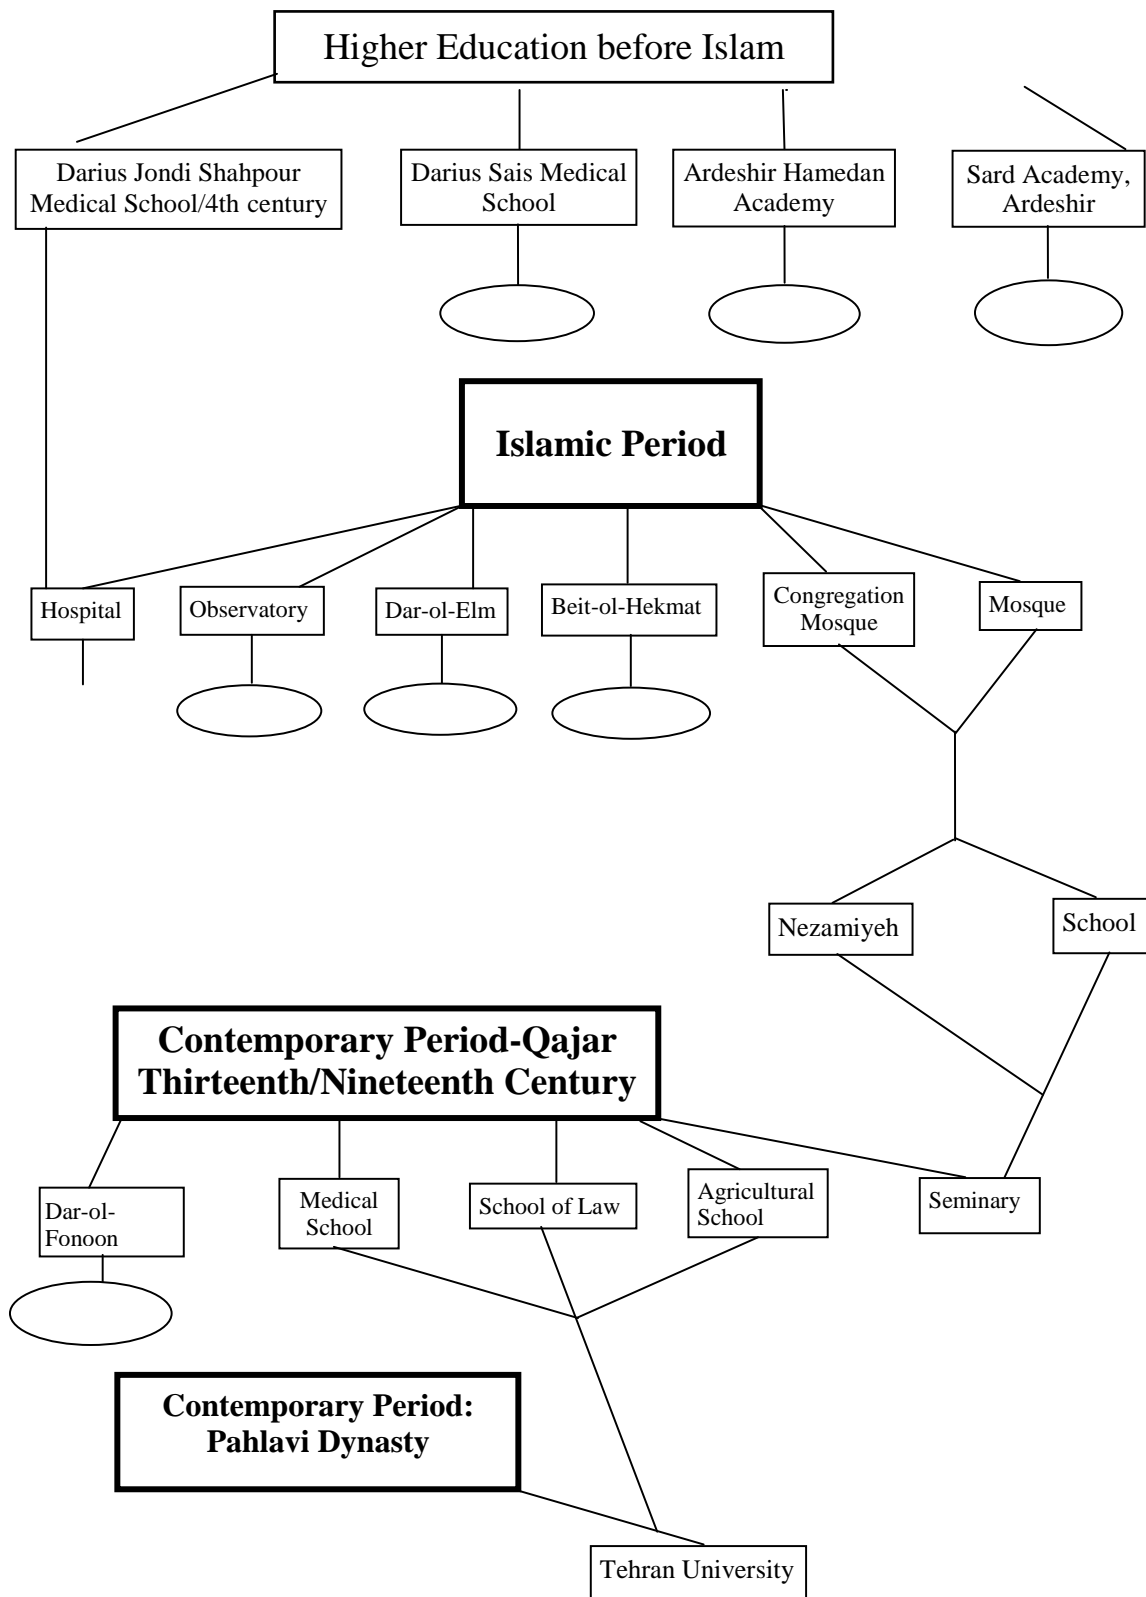 Higher Education before Islam
Darius Jondi Shahpour
Medical School/4th century
Darius Sais Medical
School
Ardeshir Hamedan
Academy
Sard Academy,
Ardeshir
Islamic Period
Hospital
Observatory
Dar-ol-Elm
Beit-ol-Hekmat
Congregation
Mosque
Mosque
Nezamiyeh
School
Contemporary Period-Qajar
Thirteenth/Nineteenth Century
Dar-ol-
Fonoon
Medical
School
School of Law
Agricultural
School
Seminary
Contemporary Period:
Pahlavi Dynasty
Tehran University